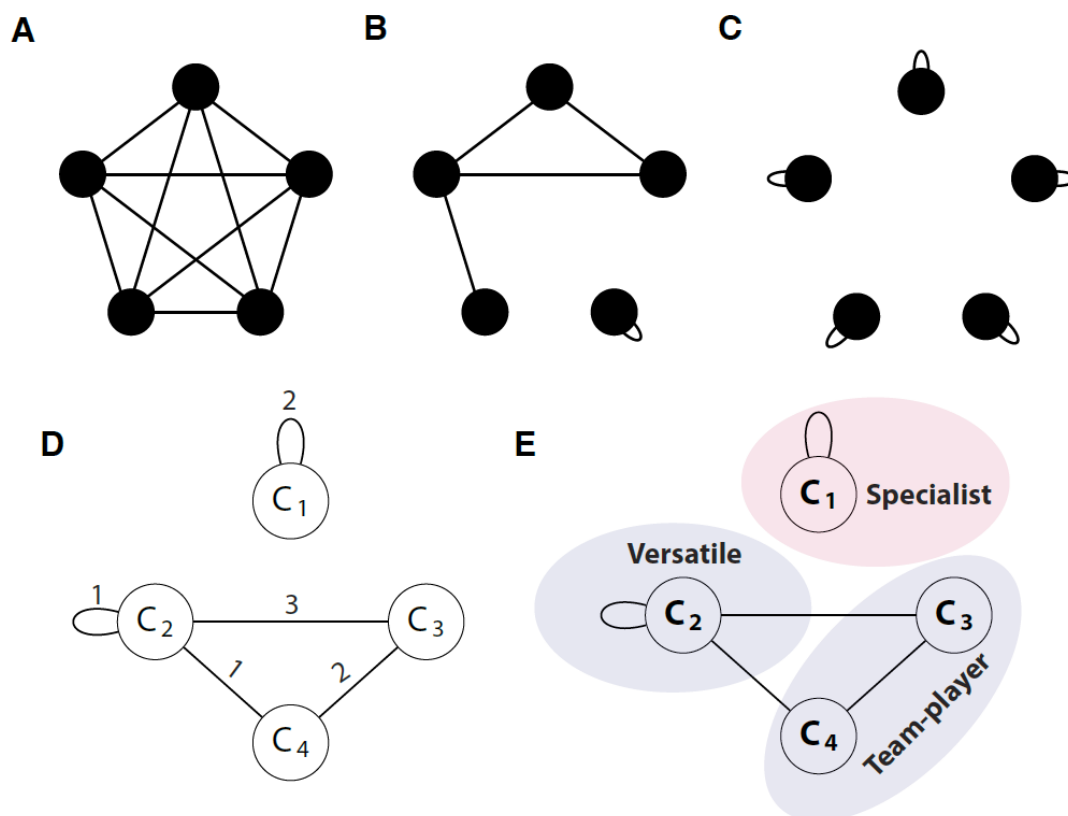 A
B
C
D
2
C1
1
C2
3
C3
1
2
C4
E
C1
Specialist
Versatile
C2
C3
C4
Team-player